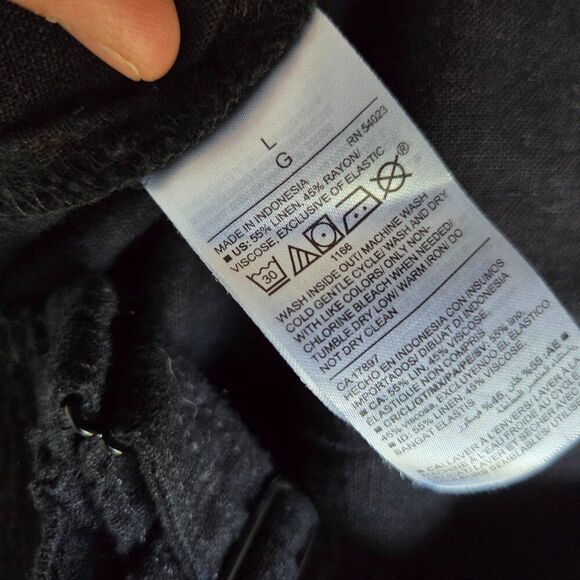 L
G
MADE IN INDONESIA
RN 54023
■ US: 55% LINEN, 45% RAYON/
VISCOSE, EXCLUSIVE OF ELASTIC
30
1166
®
WASH INSIDE OUT/MACHINE WASH
COLD GENTLE CYCLE/WASH AND DRY
WITH LIKE COLORS/ONLY NON-
CHLORINE BLEACH WHEN NEEDED/
TUMBLE DRY LOW/ WARM IRON/DO
NOT DRY CLEAN
CA 17897
HECHO EN INDONESIA CON INSUMOS
IMPORTADOS/ DIBUAT DI INDONESIA
■ CA: 55% LIN, 45% VISCOSE.
ELASTIQUE NON COMPRIS
45% viscosa EXCLUYENDO EL ELASTICO
■ ID: 55% LINEN, 45% VISCOSE
SANGAT ELASTIS